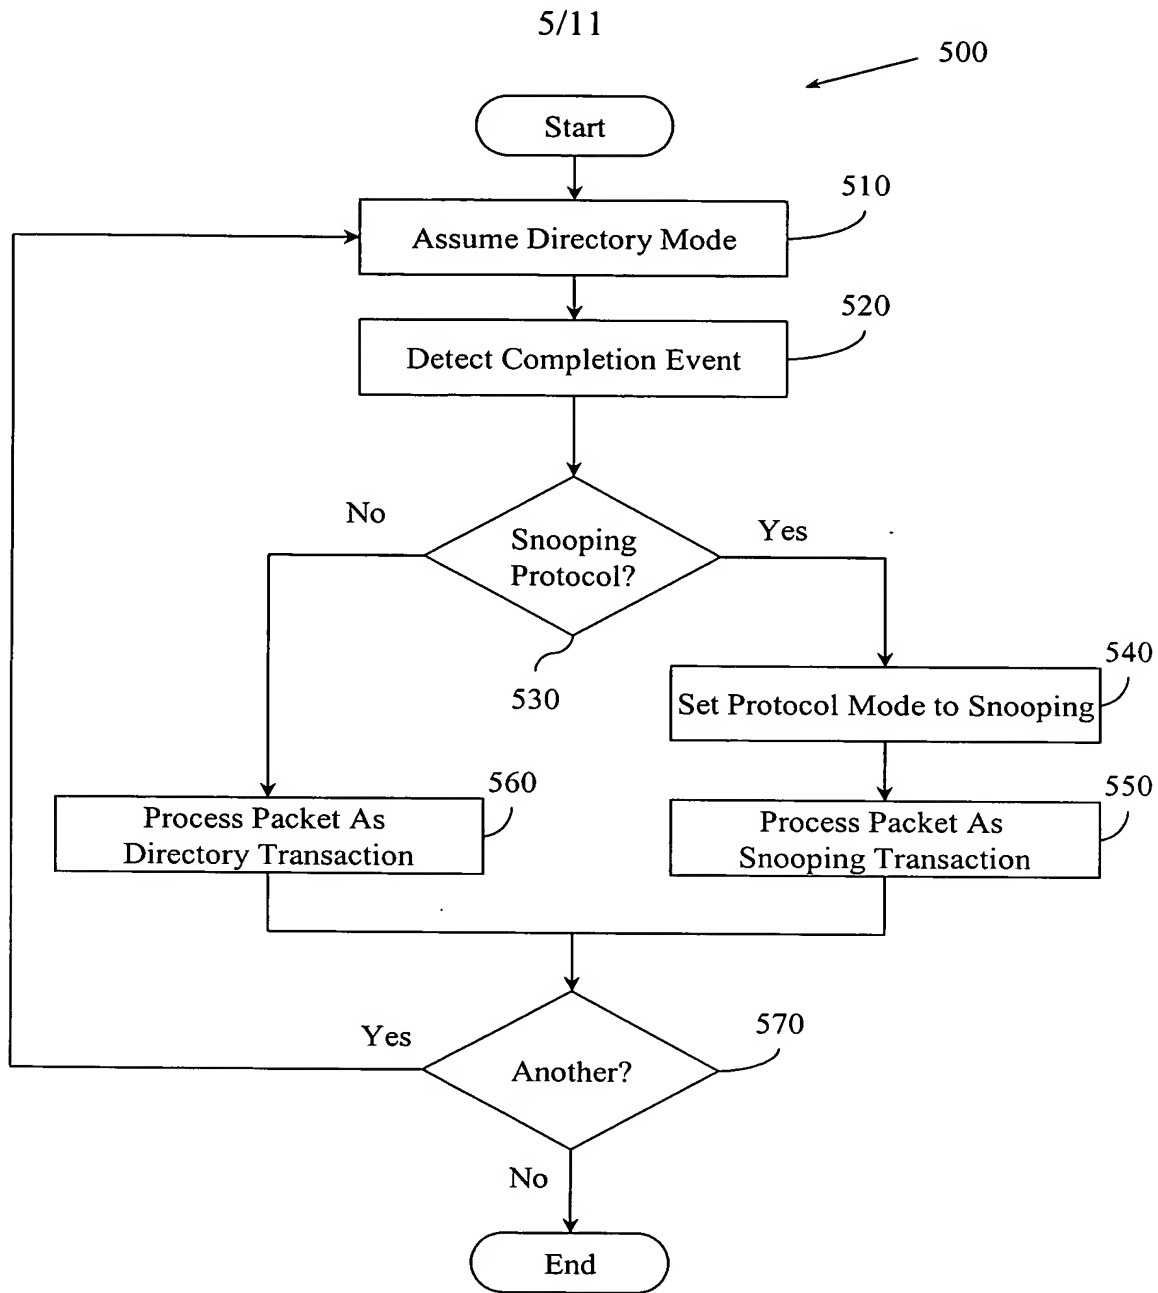 5/11
500
Start
510
Assume Directory Mode
520
Detect Completion Event
No
Yes
Snooping
Protocol?
530
540
Set Protocol Mode to Snooping
560
550
Process Packet As
Directory Transaction
Process Packet As
Snooping Transaction
Yes
570
Another?
No
End